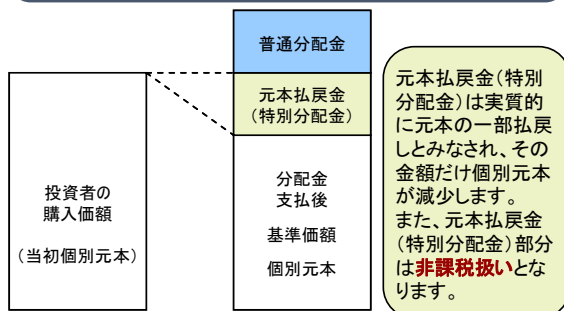 普通分配金
元本払戻金
(特別分配金)
投資者の
購入価額
(当初個別元本)
分配金
支払後
基準価額
個別元本
元本払戻金(特別
分配金)は実質的
に元本の一部払戻
しとみなされ、その
金額だけ個別元本
が減少します。
また、元本払戻金
(特別分配金)部分
は非課税扱いとな
ります。